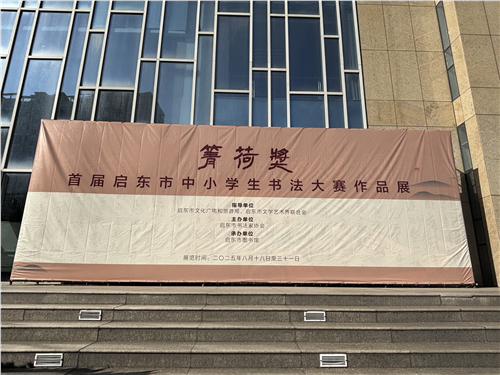 菁荷獎
首届启东市中小学生书法大赛作品展
指导单位
启东市文化广电和旅游局、启东市文学艺术界联合会
主办单位
启东市书法家协会
承办单位
启东市图书馆
展览时间：二〇二五年八月十八日至三十一日